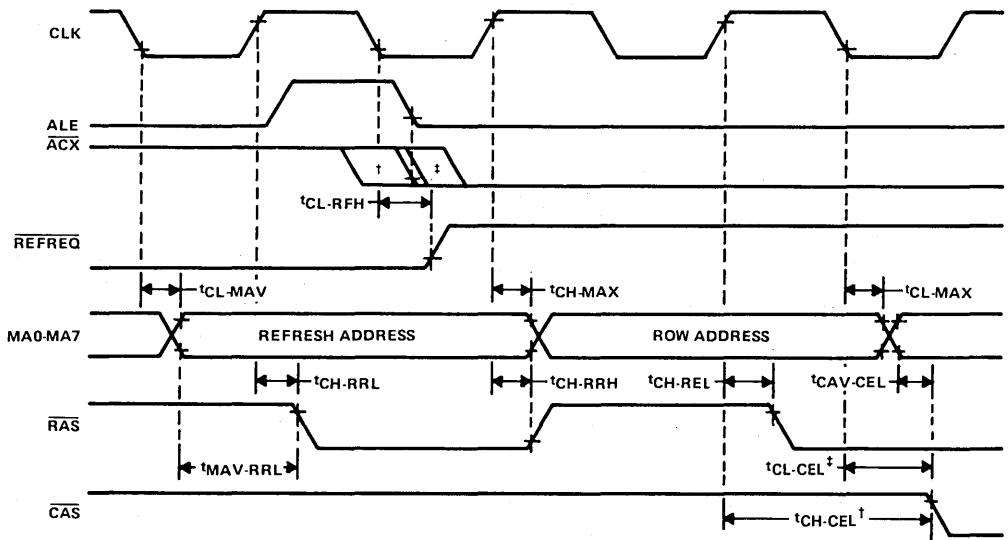 CLK
ALE
ACX
† ‡
tCL-RFH
REFREQ
tCL-MAV tCH-MAX tCL-MAX
MA0-MA7 REFRESH ADDRESS ROW ADDRESS
tCH-RRL tCH-RRH tCH-REL tCAV-CEL
RAS
tMAV-RRL tCL-CEL‡
CAS tCH-CEL†